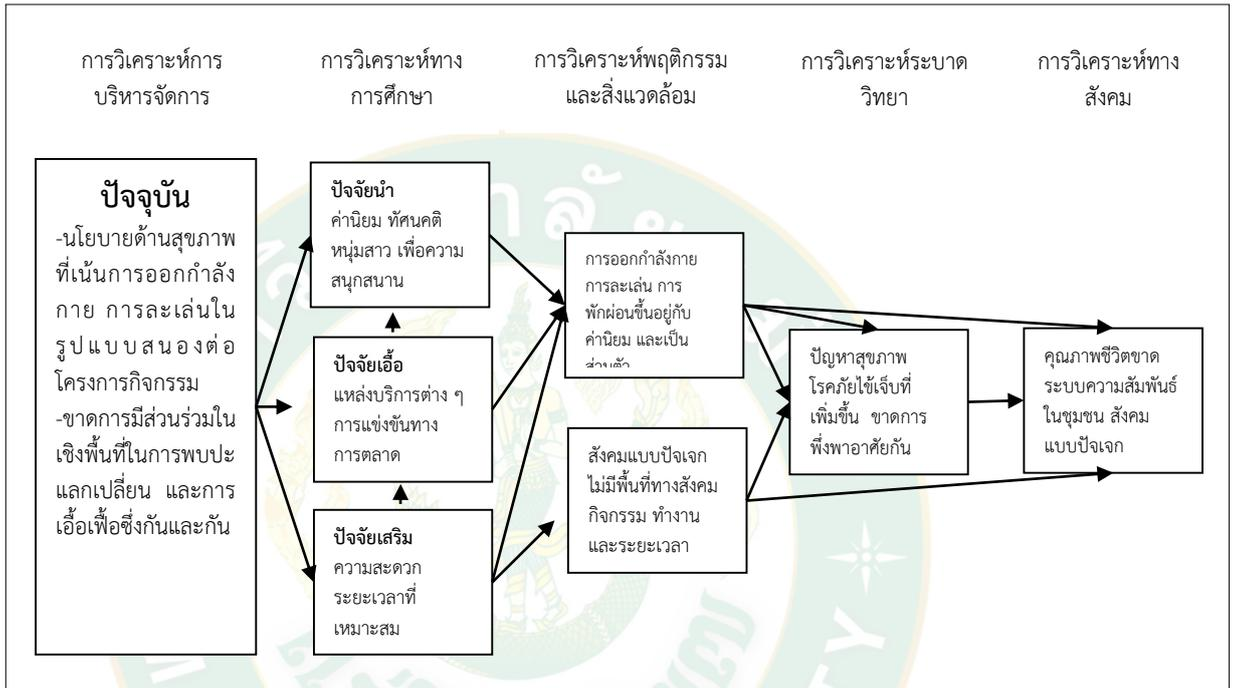 การวิเคราะห์การ
บริหารจัดการ
การวิเคราะห์ทาง
การศึกษา
การวิเคราะห์พฤติกรรม
และสิ่งแวดล้อม
การวิเคราะห์ระบาด
วิทยา
การวิเคราะห์ทาง
สังคม
ปัจจุบัน
-นโยบายด้านสุขภาพ
ที่เน้นการออกกำลัง
กาย การละเล่นใน
รูปแบบสนองต่อ
โครงการกิจกรรม
-ขาดการมีส่วนร่วมใน
เชิงพื้นที่ในการพบปะ
แลกเปลี่ยน และการ
เอื้อเฟื้อซึ่งกันและกัน
ปัจจัยนำ
ค่านิยม ทัศนคติ
หนุ่มสาว เพื่อความ
สนุกสนาน
ปัจจัยเอื้อ
แหล่งบริการต่าง ๆ
การแข่งขันทาง
การตลาด
ปัจจัยเสริม
ความสะดวก
ระยะเวลาที่
เหมาะสม
การออกกำลังกาย
การละเล่น การ
พักผ่อนขึ้นอยู่กับ
ค่านิยม และเป็น
ส่วนตัว
สังคมแบบปัจเจก
ไม่มีพื้นที่ทางสังคม
กิจกรรม ทำงาน
และระยะเวลา
ปัญหาสุขภาพ
โรคภัยไข้เจ็บที่
เพิ่มขึ้น ขาดการ
พึ่งพาอาศัยกัน
คุณภาพชีวิตขาด
ระบบความสัมพันธ์
ในชุมชน สังคม
แบบปัจเจก